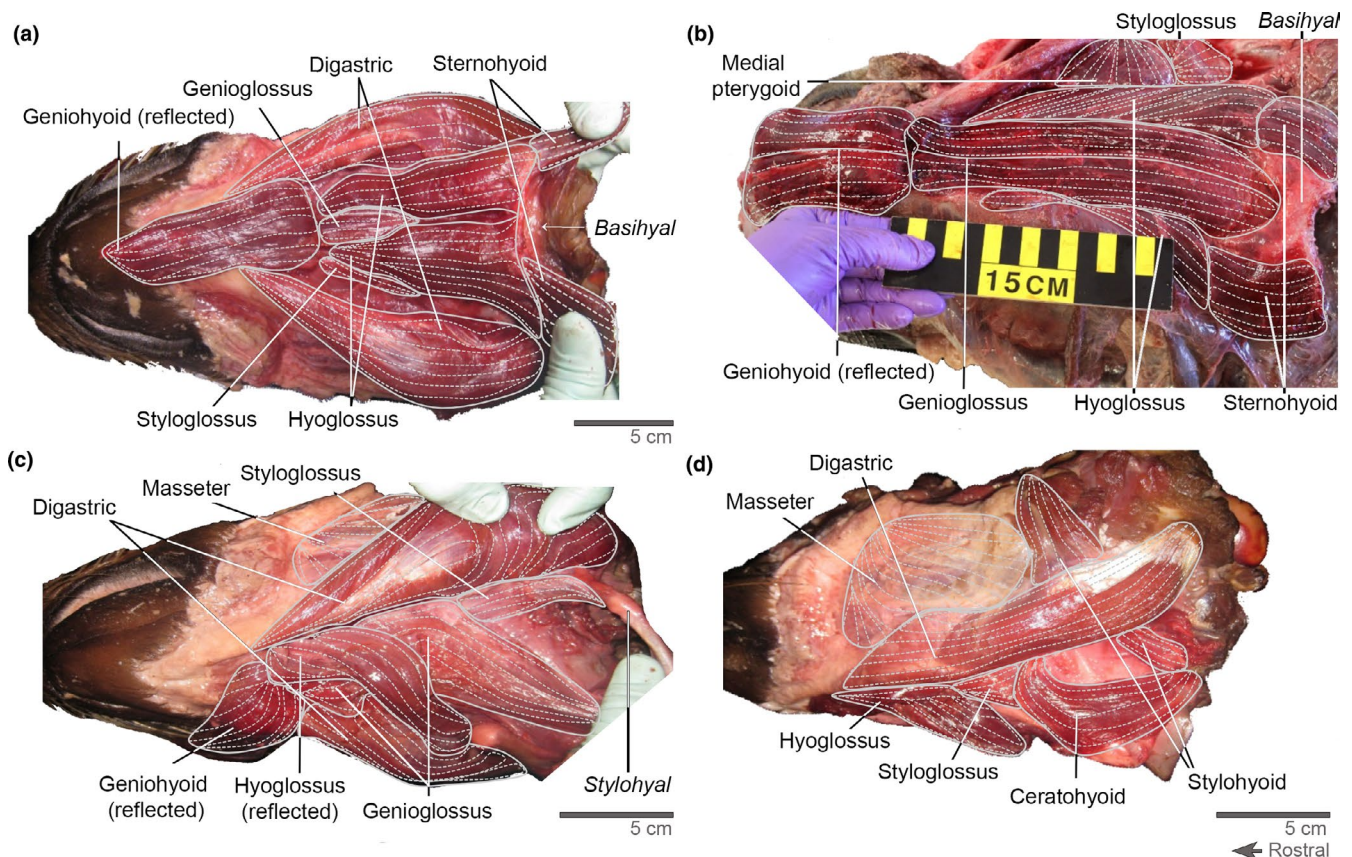 (a)
Geniohyoid (reflected)
Genioglossus
Digastric
Sternohyoid
Basihyal
Styloglossus
Hyoglossus
5 cm
(b)
Styloglossus
Basihyal
Medial
pterygoid
15CM
Geniohyoid (reflected)
Genioglossus
Hyoglossus
Sternohyoid
(c)
Digastric
Masseter
Styloglossus
Geniohyoid
(reflected)
Hyoglossus
(reflected)
Genioglossus
Stylohyal
5 cm
(d)
Masseter
Digastric
Hyoglossus
Styloglossus
Ceratohyoid
Stylohyoid
5 cm
Rostral